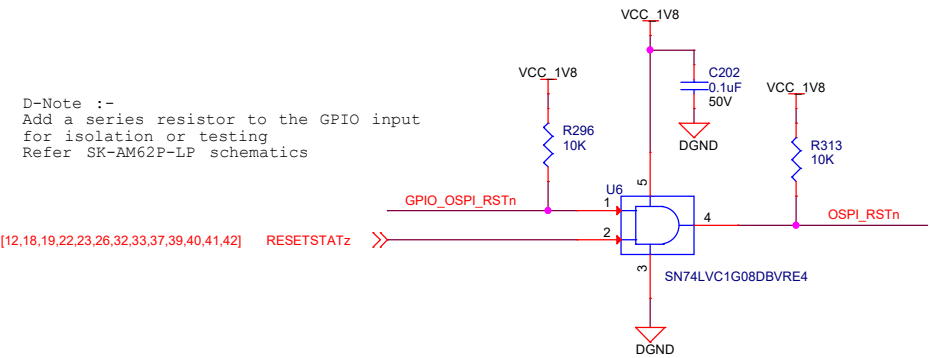 VCC_1V8
VCC_1V8
C202
0.1uF
50V
VCC_1V8
D-Note :-
Add a series resistor to the GPIO input
for isolation or testing
Refer SK-AM62P-LP schematics
R296
10K
DGND
R313
10K
5
U6
GPIO_OSPI_RSTn
1
4
OSPI_RSTn
[12,18,19,22,23,26,32,33,37,39,40,41,42]
RESETSTATz
2
3
SN74LVC1G08DBVRE4
DGND